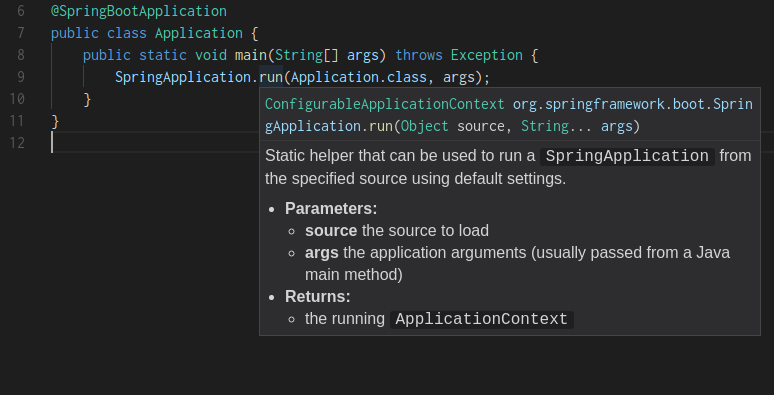 6 @SpringBootApplication
7 public class Application {
8 public static void main(String[] args) throws Exception {
9 SpringApplication.run(Application.class, args);
10 }
11 }
12
ConfigurableApplicationContext org.springframework.boot.Sprin
gApplication.run(Object source, String... args)
Static helper that can be used to run a SpringApplication from
the specified source using default settings.
• Parameters:
◦ source the source to load
◦ args the application arguments (usually passed from a Java
main method)
• Returns:
◦ the running ApplicationContext